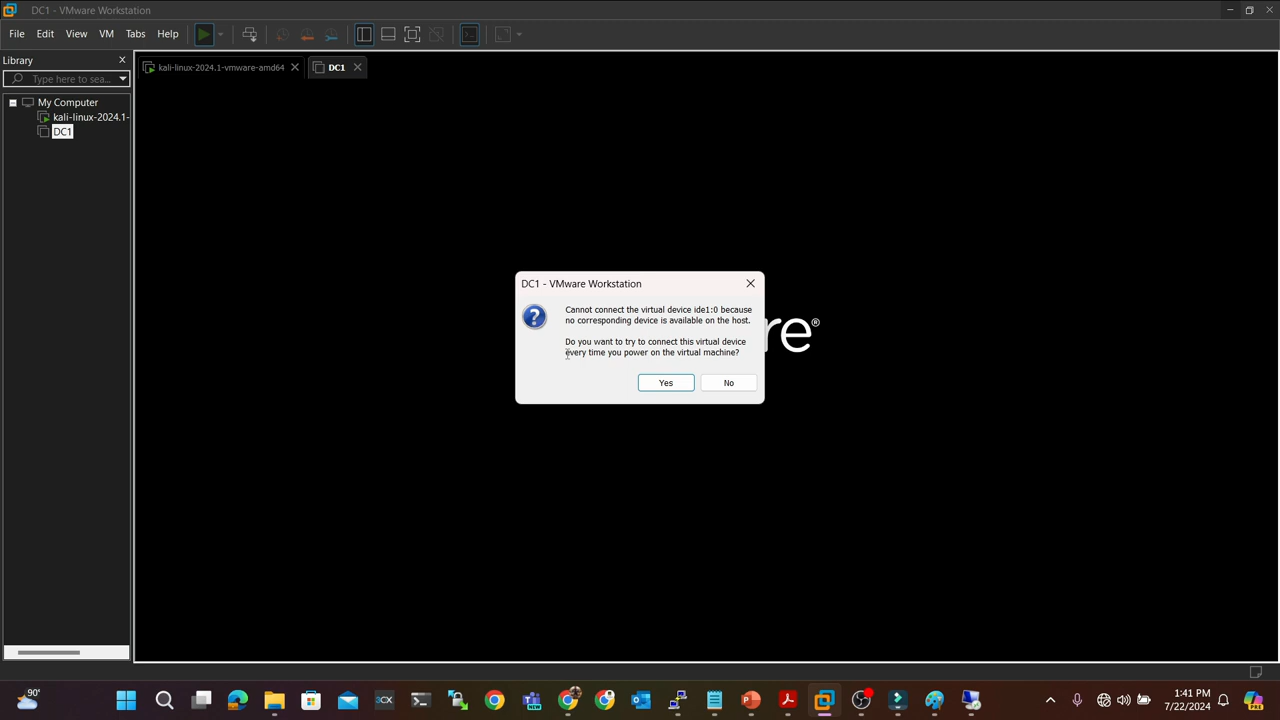 DC1 - VMware Workstation
File Edit View VM Tabs Help
Library
Type here to sea...
kali-linux-2024.1-vmware-amd64
DC1
My Computer
kali-linux-2024.1-
DC1
DC1 - VMware Workstation
Cannot connect the virtual device ide1:0 because
no corresponding device is available on the host.
Do you want to try to connect this virtual device
every time you power on the virtual machine?
Yes No
re®
90°
3CX
NEW
1:41 PM
7/22/2024
PRE